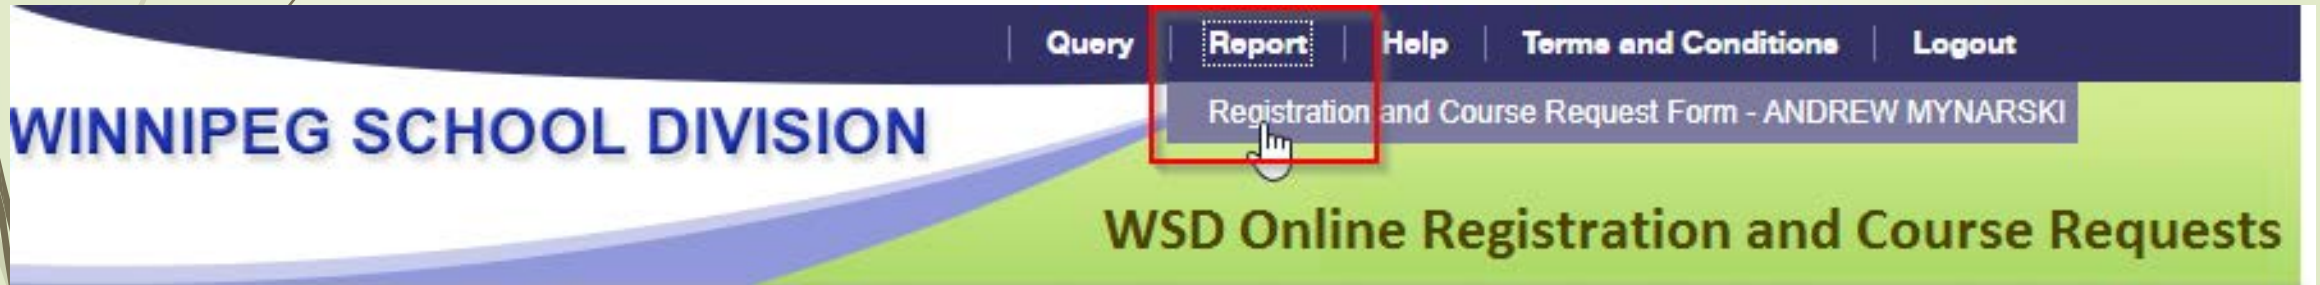 Query Report Help Terms and Conditions Logout
Registration and Course Request Form - ANDREW MYNARSKI
WINNIPEG SCHOOL DIVISION
WSD Online Registration and Course Requests